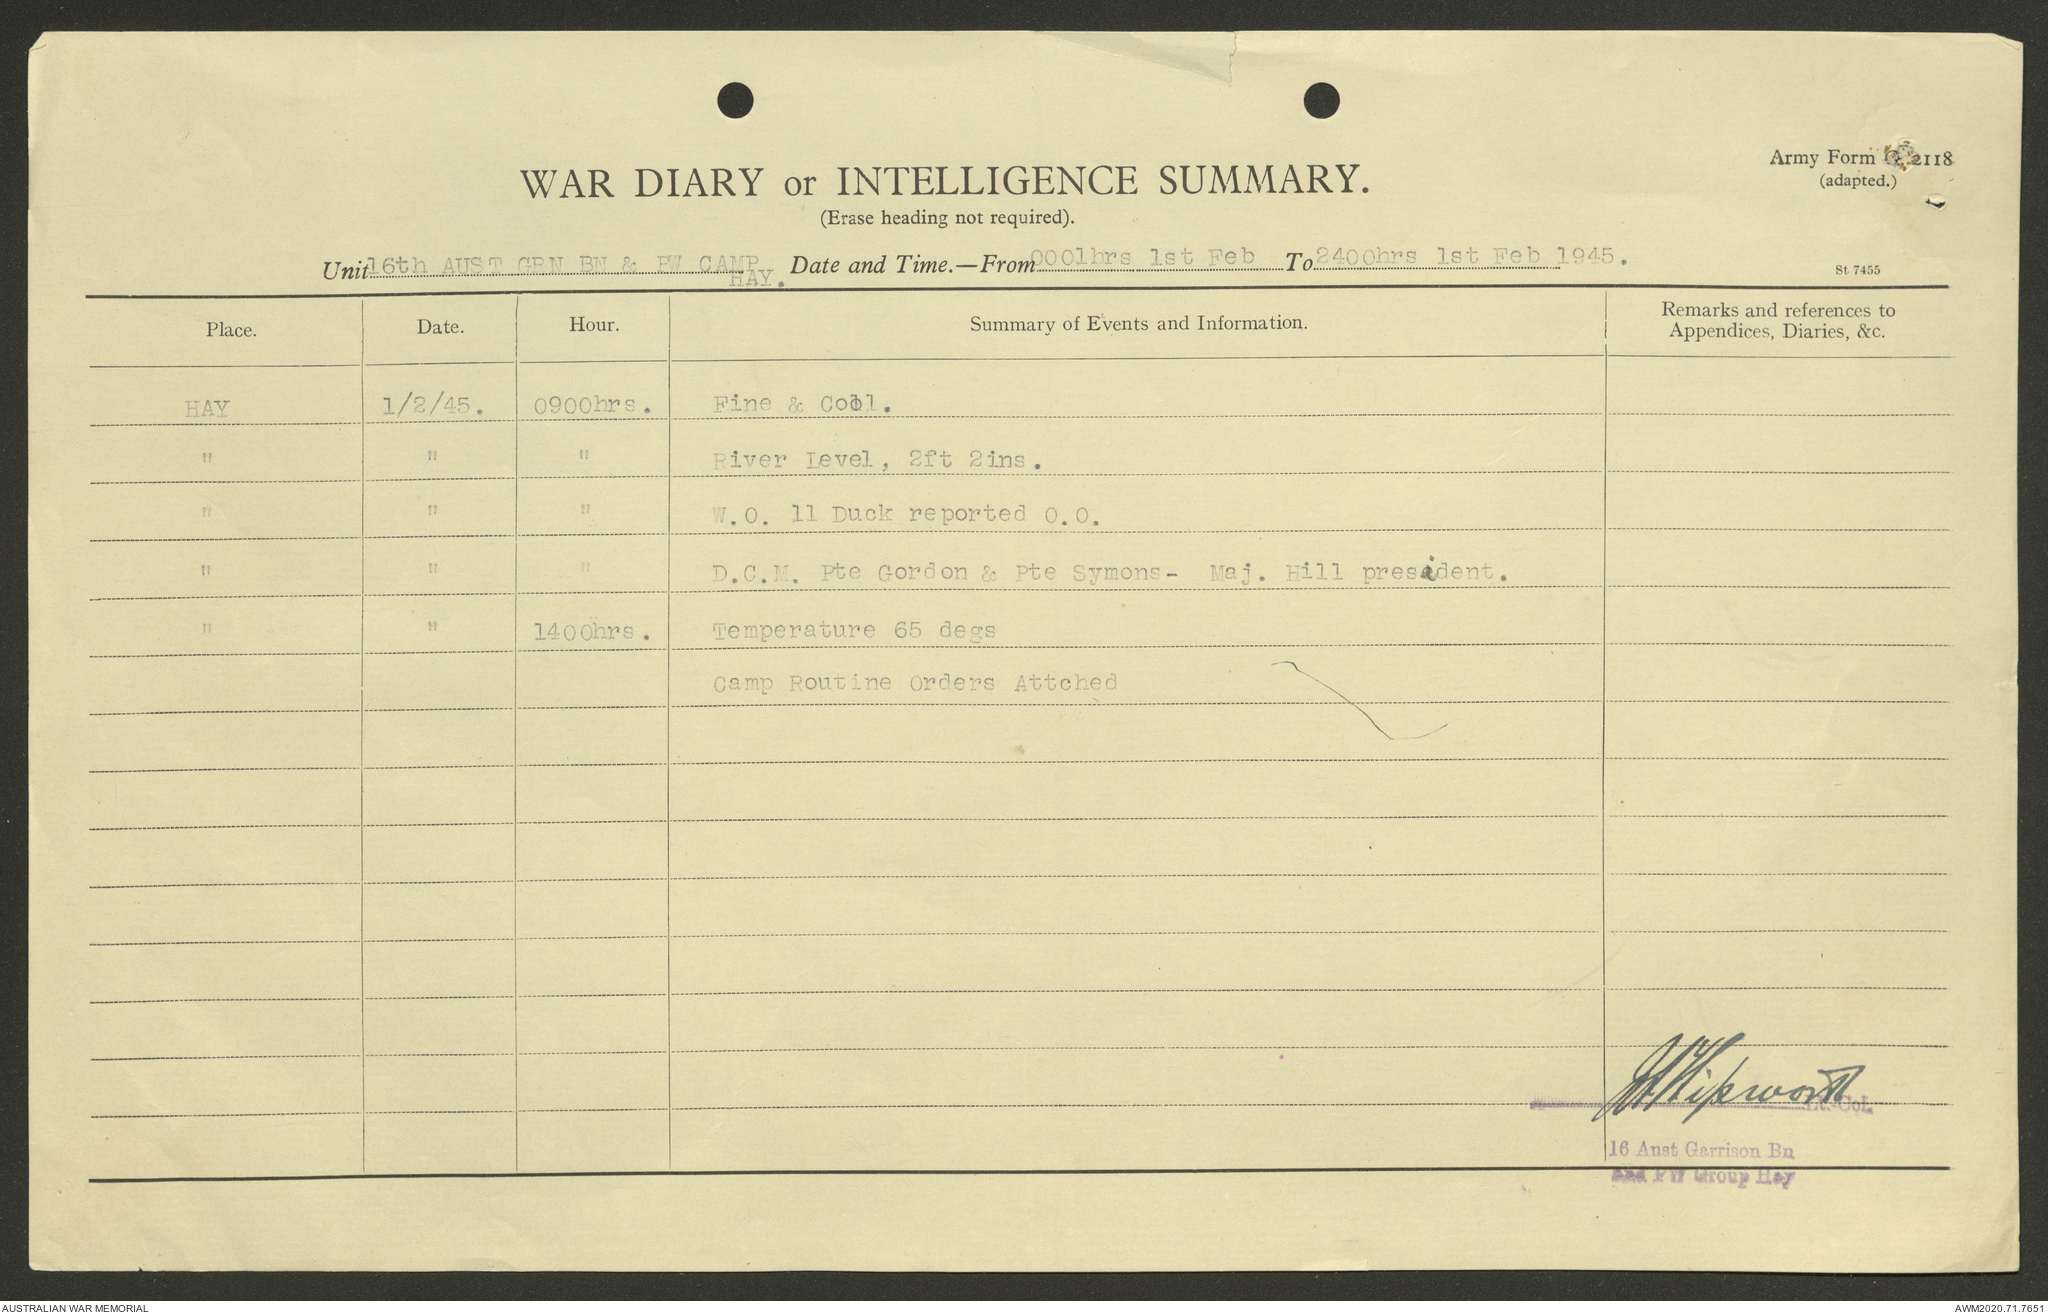 Army Form C. 2118
(adapted.)
WAR DIARY or INTELLIGENCE SUMMARY.
(Erase heading not required).
Unit 16th AUST GRN BN & PW CAMP HAY. Date and Time.—From 0001hrs 1st Feb To 2400hrs 1st Feb 1945.
St 7455
Place. Date. Hour. Summary of Events and Information. Remarks and references to Appendices, Diaries, &c.
HAY 1/2/45. 0900hrs. Fine & Cool.
" " " River Level, 2ft 2ins.
" " " W.O. 11 Duck reported O.O.
" " " D.C.M. Pte Gordon & Pte Symons- Maj. Hill president.
" " 1400hrs. Temperature 65 degs
Camp Routine Orders Attched
Lt.-Col.
16 Aust Garrison Bn
and PW Group Hay
AUSTRALIAN WAR MEMORIAL
AWM2020.71.7651